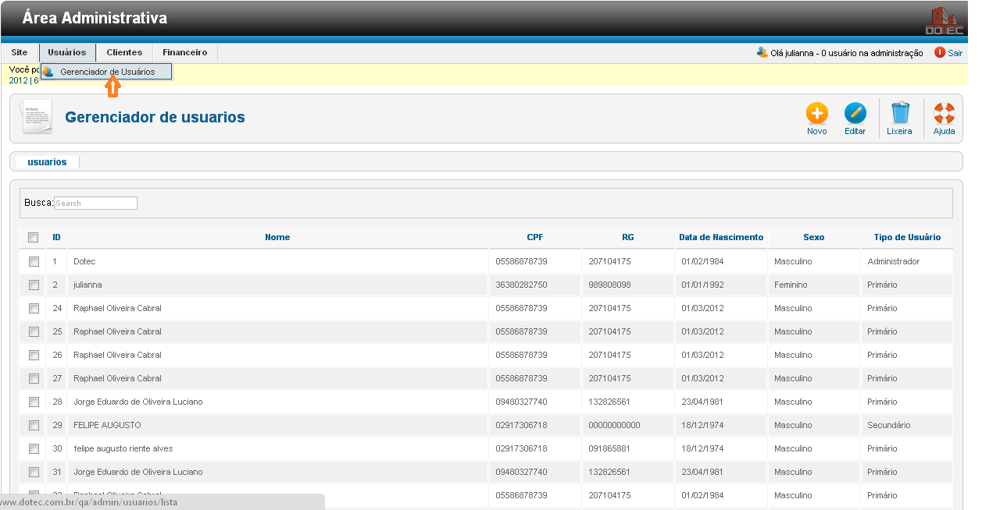 Área Administrativa
DOTEC
Site Usuários Clientes Financeiro Olá julianna - 0 usuário na administração Sair
Você po
Gerenciador de Usuários
2012 | 6
Gerenciador de usuarios
Novo Editar Lixeira Ajuda
usuarios
Busca: Search
ID Nome CPF RG Data de Nascimento Sexo Tipo de Usuário
1 Dotec 05586878739 207104175 01/02/1984 Masculino Administrador
2 julianna 36380282750 989808098 01/01/1992 Feminino Primário
24 Raphael Oliveira Cabral 05586878739 207104175 01/03/2012 Masculino Primário
25 Raphael Oliveira Cabral 05586878739 207104175 01/03/2012 Masculino Primário
26 Raphael Oliveira Cabral 05586878739 207104175 01/03/2012 Masculino Primário
27 Raphael Oliveira Cabral 05586878739 207104175 01/03/2012 Masculino Primário
28 Jorge Eduardo de Oliveira Luciano 09480327740 132826561 23/04/1981 Masculino Primário
29 FELIPE AUGUSTO 02917306718 00000000000 18/12/1974 Masculino Secundário
30 felipe augusto riente alves 02917306718 091865881 18/12/1974 Masculino Primário
31 Jorge Eduardo de Oliveira Luciano 09480327740 132826561 23/04/1981 Masculino Primário
05586878739 207104175 01/02/1984 Masculino Primário
www.dotec.com.br/qa/admin/usuarios/lista